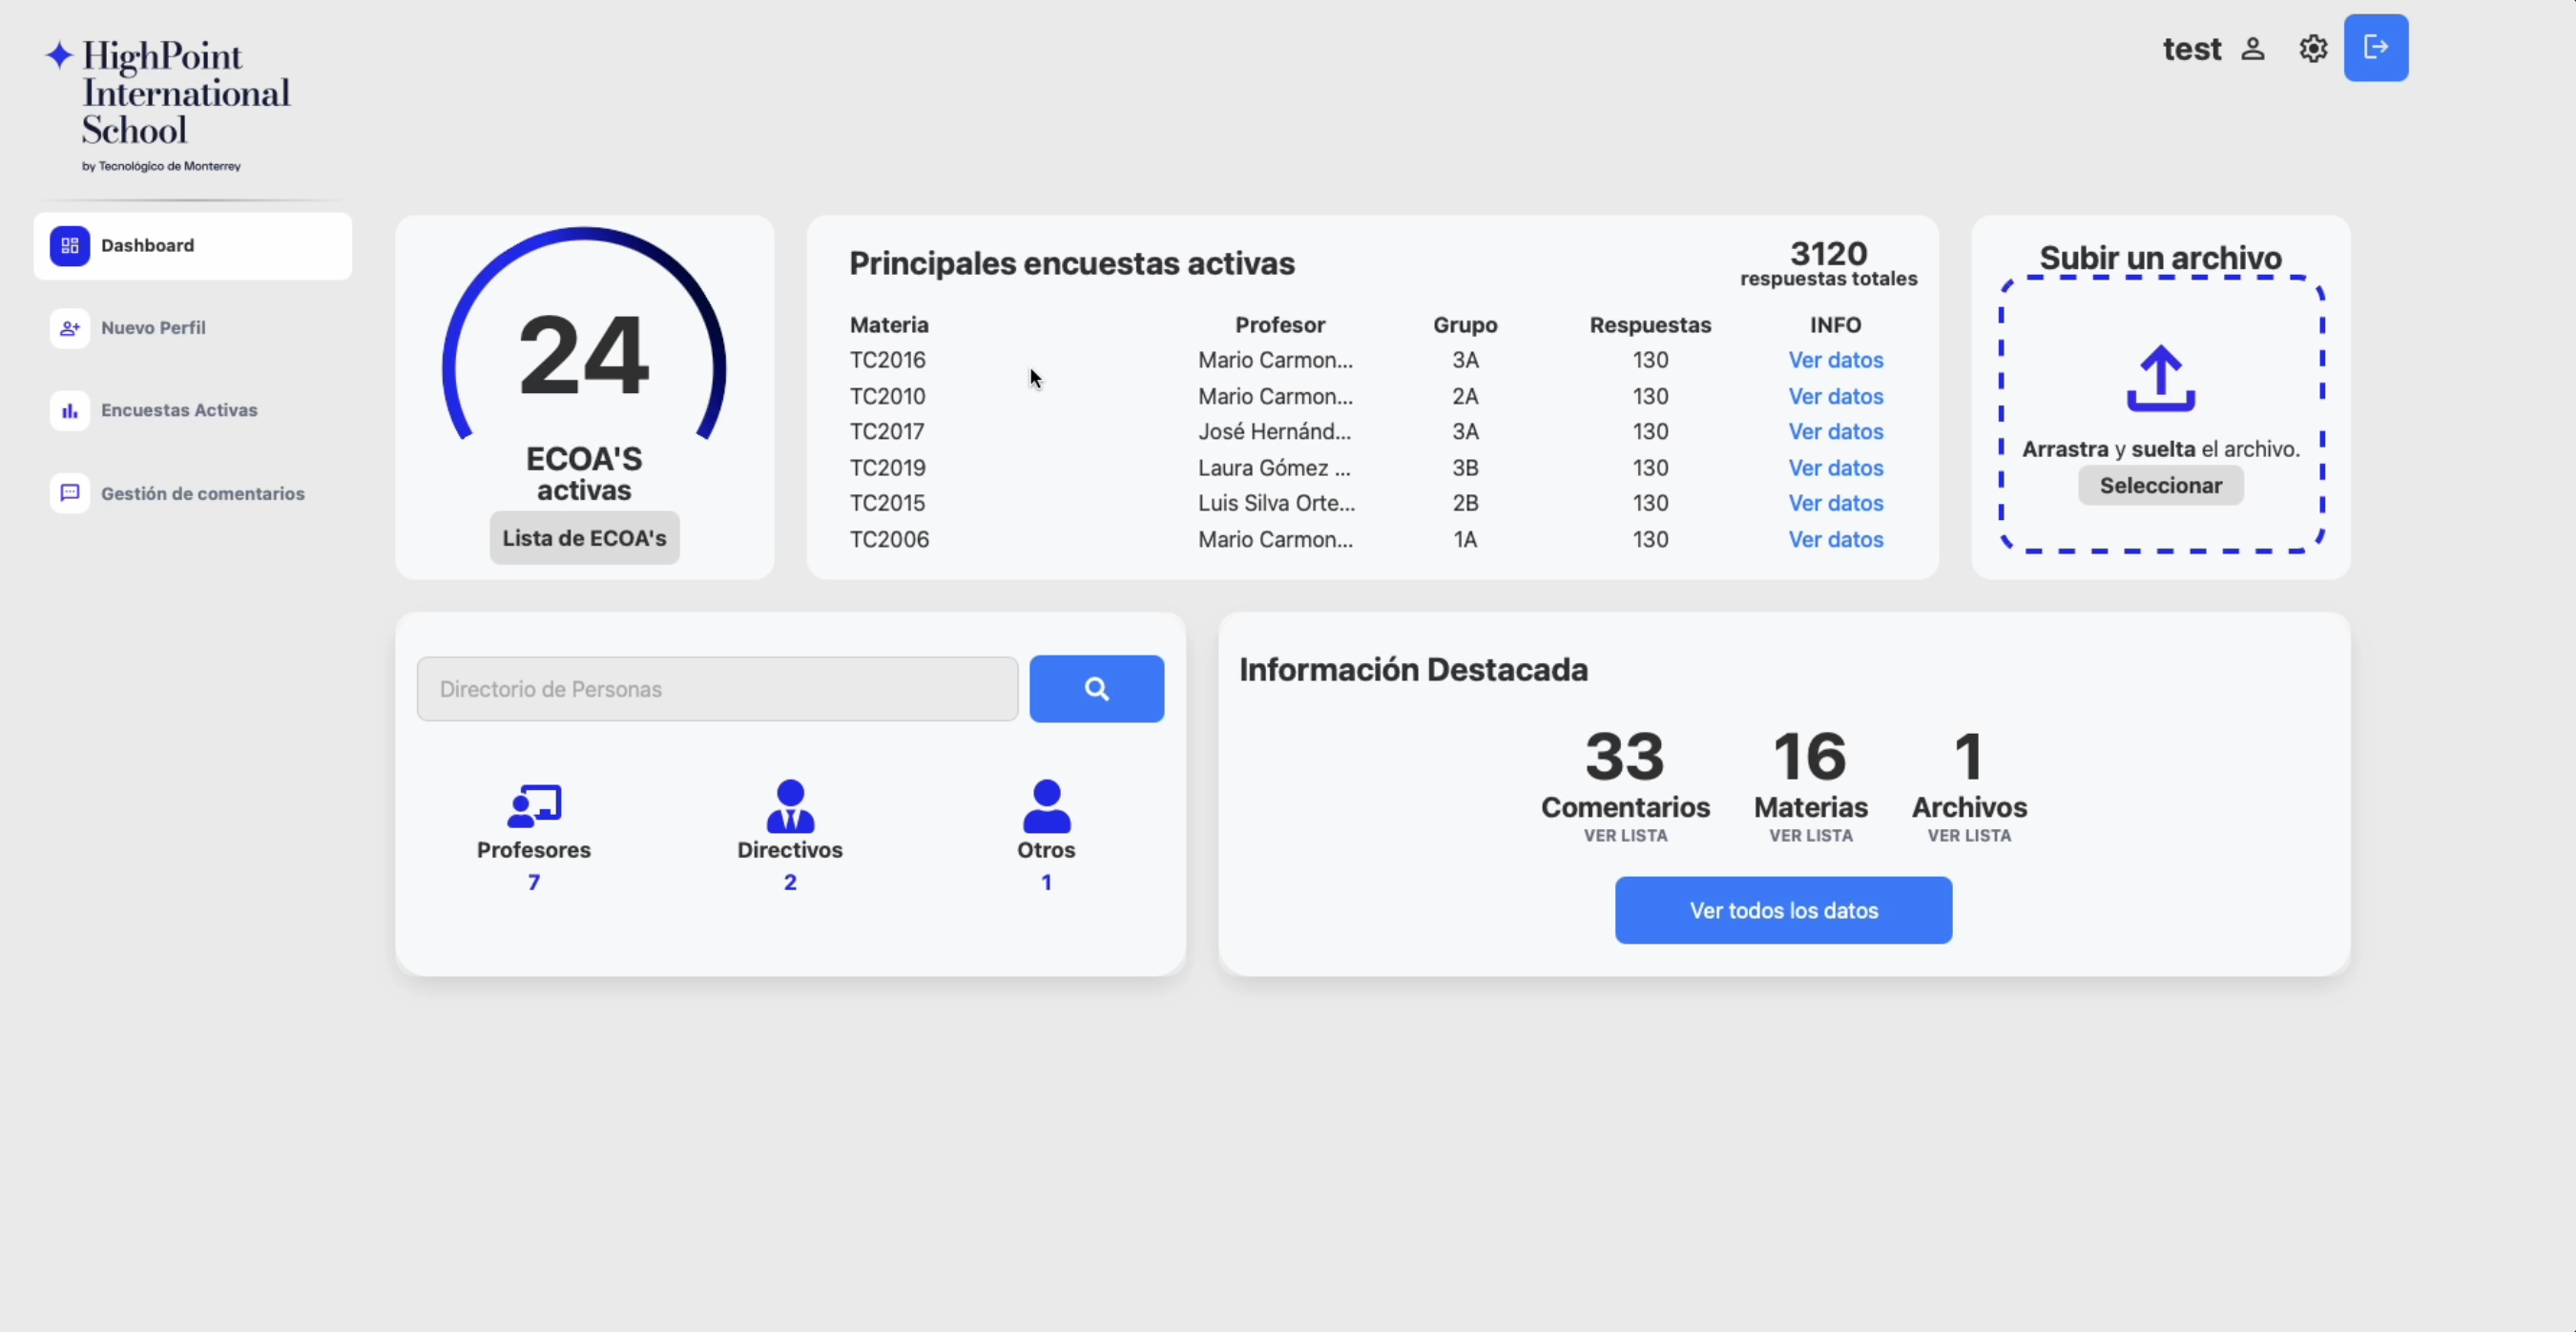 HighPoint
International
School
by Tecnológico de Monterrey
test
Dashboard
Nuevo Perfil
Encuestas Activas
Gestión de comentarios
24
ECOA'S
activas
Lista de ECOA's
Principales encuestas activas
3120
respuestas totales
Materia Profesor Grupo Respuestas INFO
TC2016 Mario Carmon... 3A 130 Ver datos
TC2010 Mario Carmon... 2A 130 Ver datos
TC2017 José Hernánd... 3A 130 Ver datos
TC2019 Laura Gómez ... 3B 130 Ver datos
TC2015 Luis Silva Orte... 2B 130 Ver datos
TC2006 Mario Carmon... 1A 130 Ver datos
Subir un archivo
Arrastra y suelta el archivo.
Seleccionar
Directorio de Personas
Profesores Directivos Otros
7 2 1
Información Destacada
33 16 1
Comentarios Materias Archivos
VER LISTA VER LISTA VER LISTA
Ver todos los datos